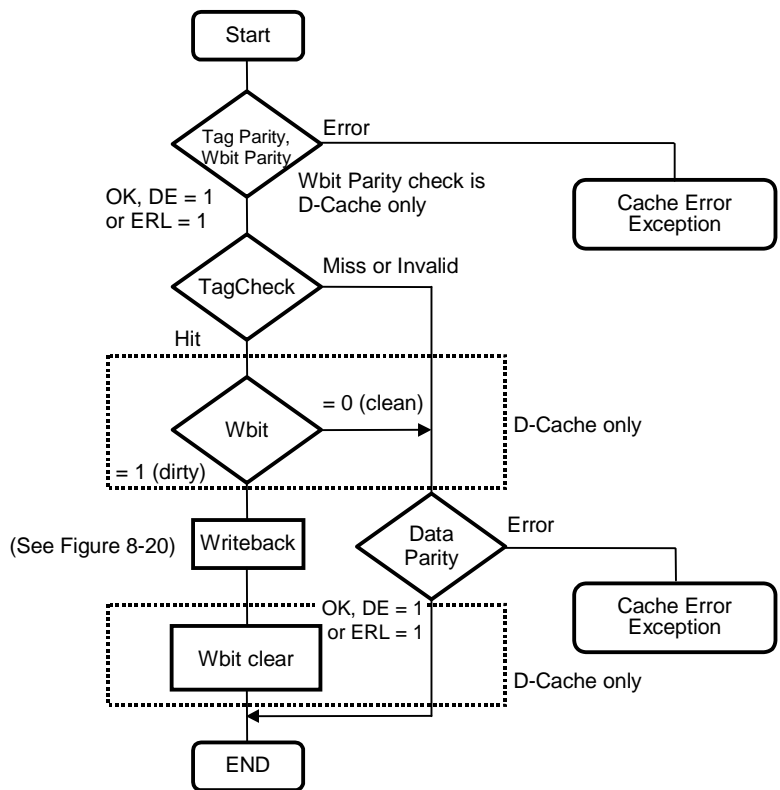 Start
Tag Parity,
Wbit Parity
Error
Wbit Parity check is
D-Cache only
Cache Error
Exception
OK, DE = 1
or ERL = 1
TagCheck
Miss or Invalid
Hit
Wbit
= 0 (clean)
D-Cache only
= 1 (dirty)
(See Figure 8-20)
Writeback
Data
Parity
Error
Cache Error
Exception
OK, DE = 1
or ERL = 1
Wbit clear
D-Cache only
END